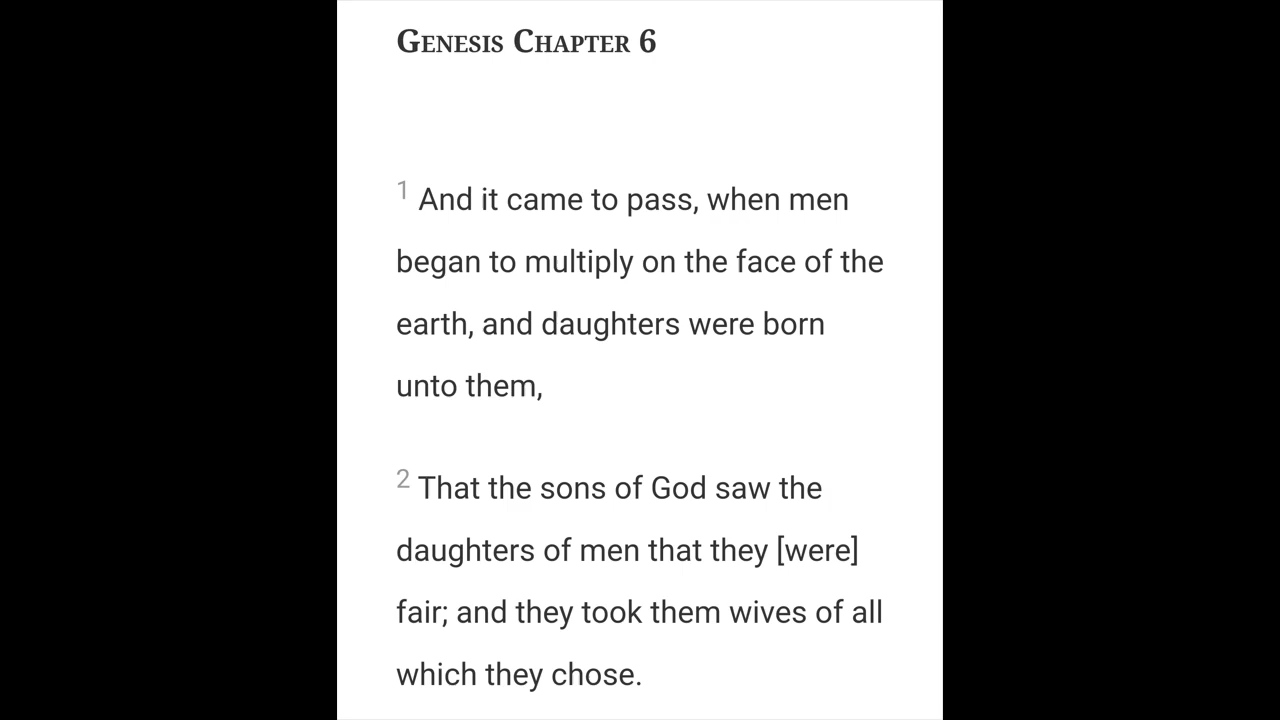 Genesis Chapter 6
1 And it came to pass, when men
began to multiply on the face of the
earth, and daughters were born
unto them,
2 That the sons of God saw the
daughters of men that they [were]
fair; and they took them wives of all
which they chose.